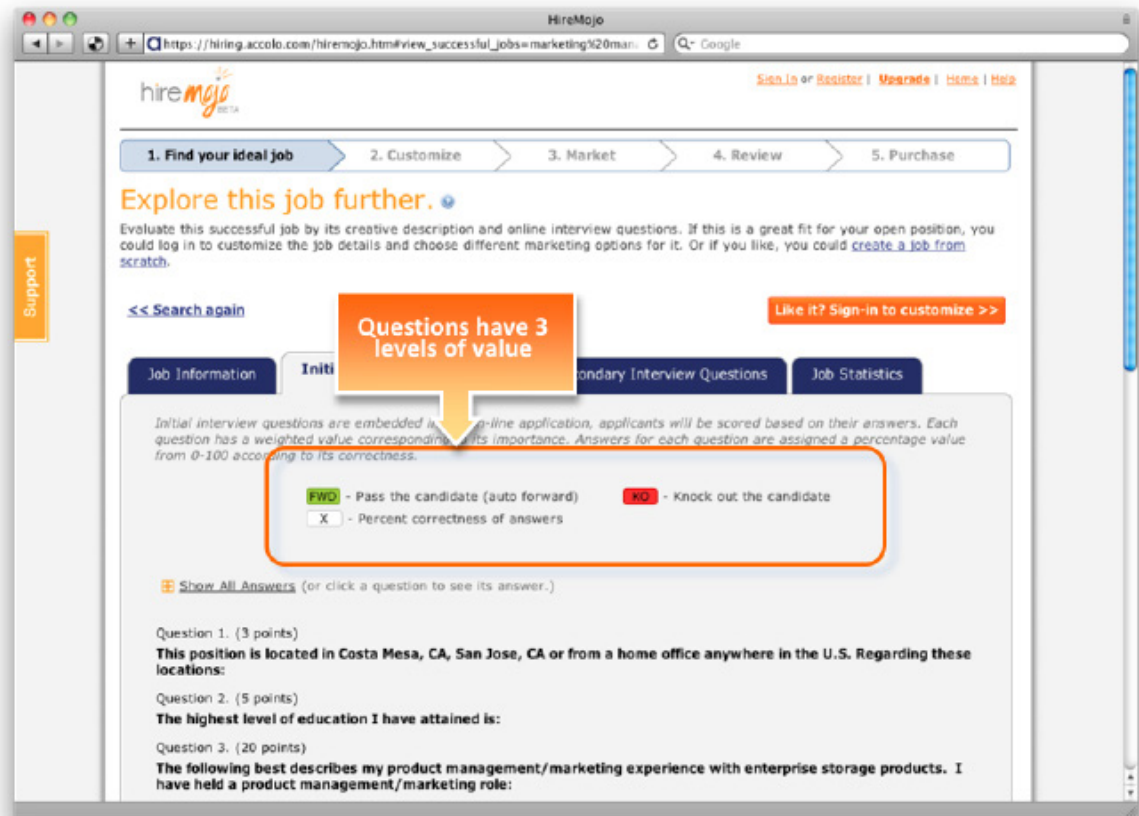 HireMojo
https://hiring.accolo.com/hiremojo.htm#view_successful_jobs=marketing%20man
Google
hiremojo
BETA
Sign In or Register | Upgrade | Home | Help
1. Find your ideal job
2. Customize
3. Market
4. Review
5. Purchase
Explore this job further.
Evaluate this successful job by its creative description and online interview questions. If this is a great fit for your open position, you
could log in to customize the job details and choose different marketing options for it. Or if you like, you could create a job from
scratch.
Support
<< Search again
Like it? Sign-in to customize >>
Questions have 3
levels of value
Job Information
Initi
ondary Interview Questions
Job Statistics
Initial interview questions are embedded i n-line application, applicants will be scored based on their answers. Each
question has a weighted value corresponding its importance. Answers for each question are assigned a percentage value
from 0-100 according to its correctness.
FWD - Pass the candidate (auto forward)
KO - Knock out the candidate
X - Percent correctness of answers
Show All Answers (or click a question to see its answer.)
Question 1. (3 points)
This position is located in Costa Mesa, CA, San Jose, CA or from a home office anywhere in the U.S. Regarding these
locations:
Question 2. (5 points)
The highest level of education I have attained is:
Question 3. (20 points)
The following best describes my product management/marketing experience with enterprise storage products. I
have held a product management/marketing role: